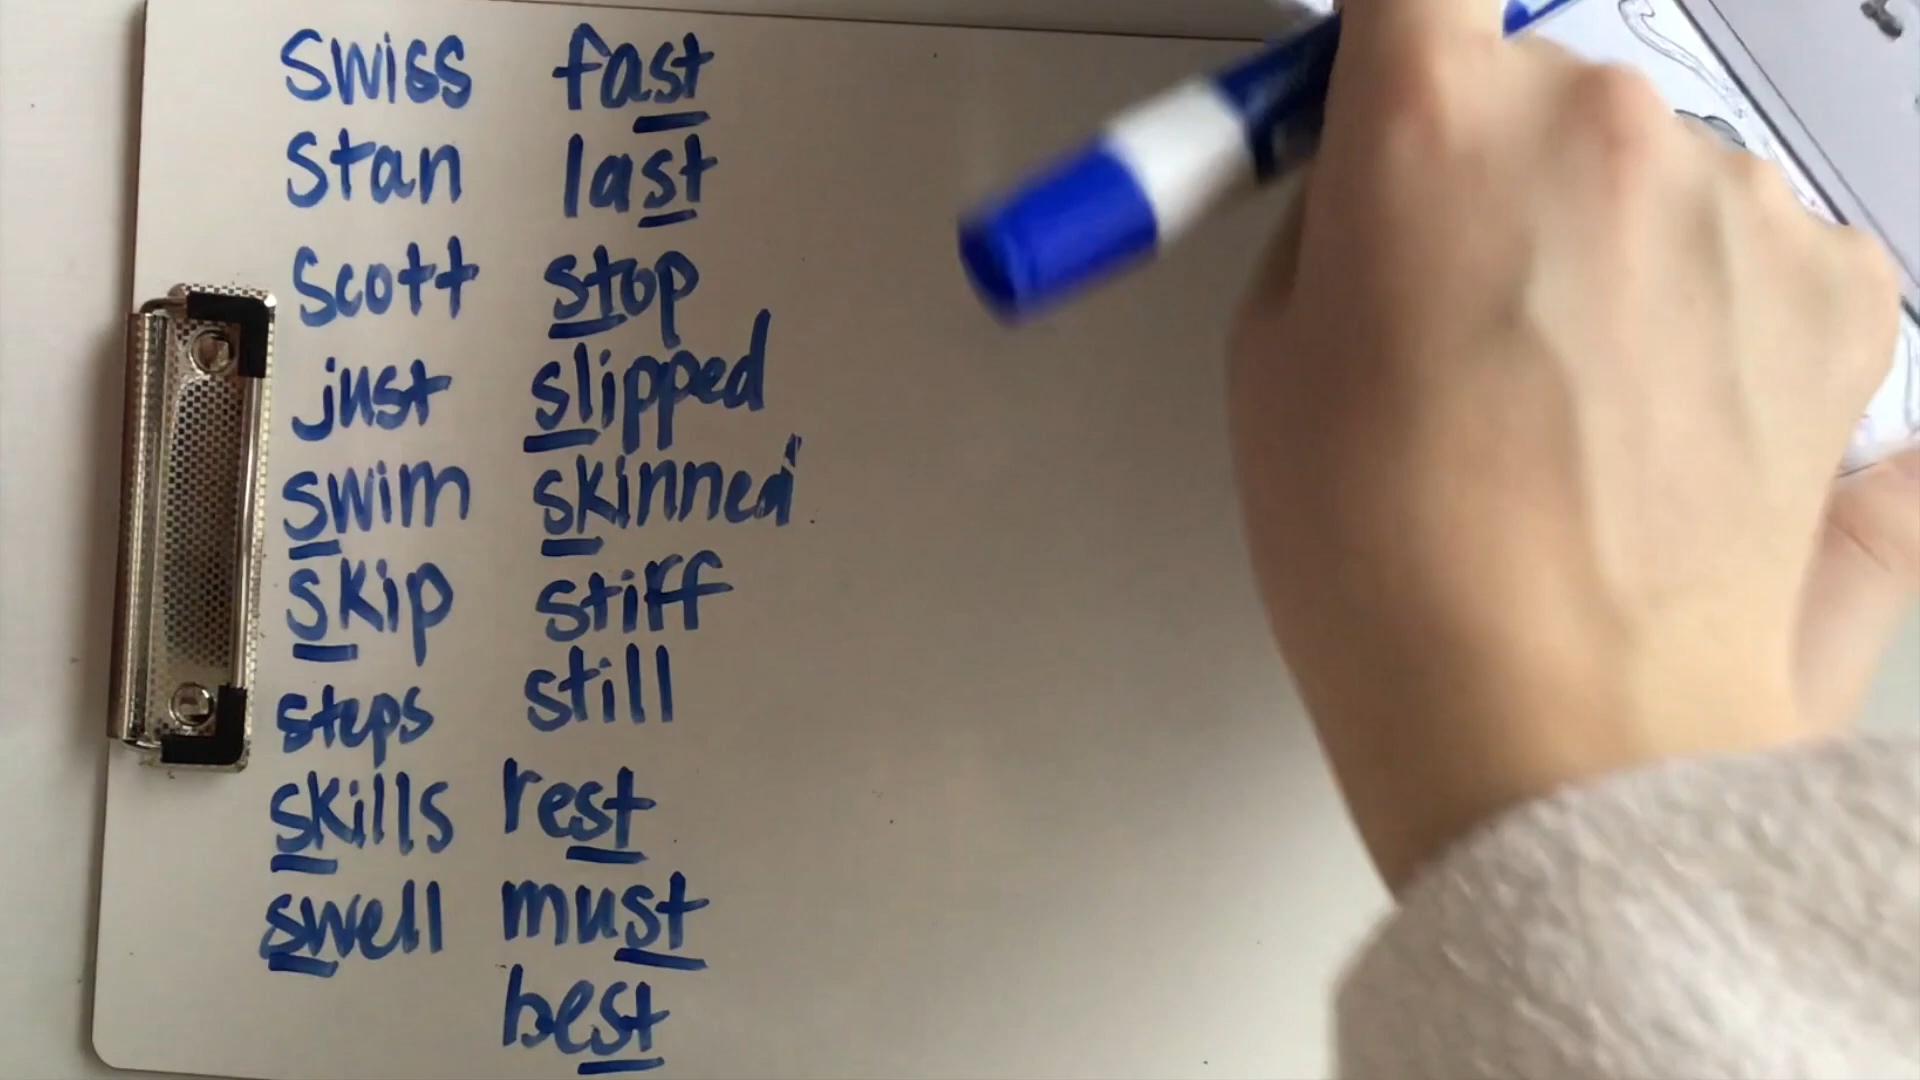 Swiss fast
Stan last
Scott stop
just slipped
swim skinned
skip stiff
steps still
skills rest
swell must
best